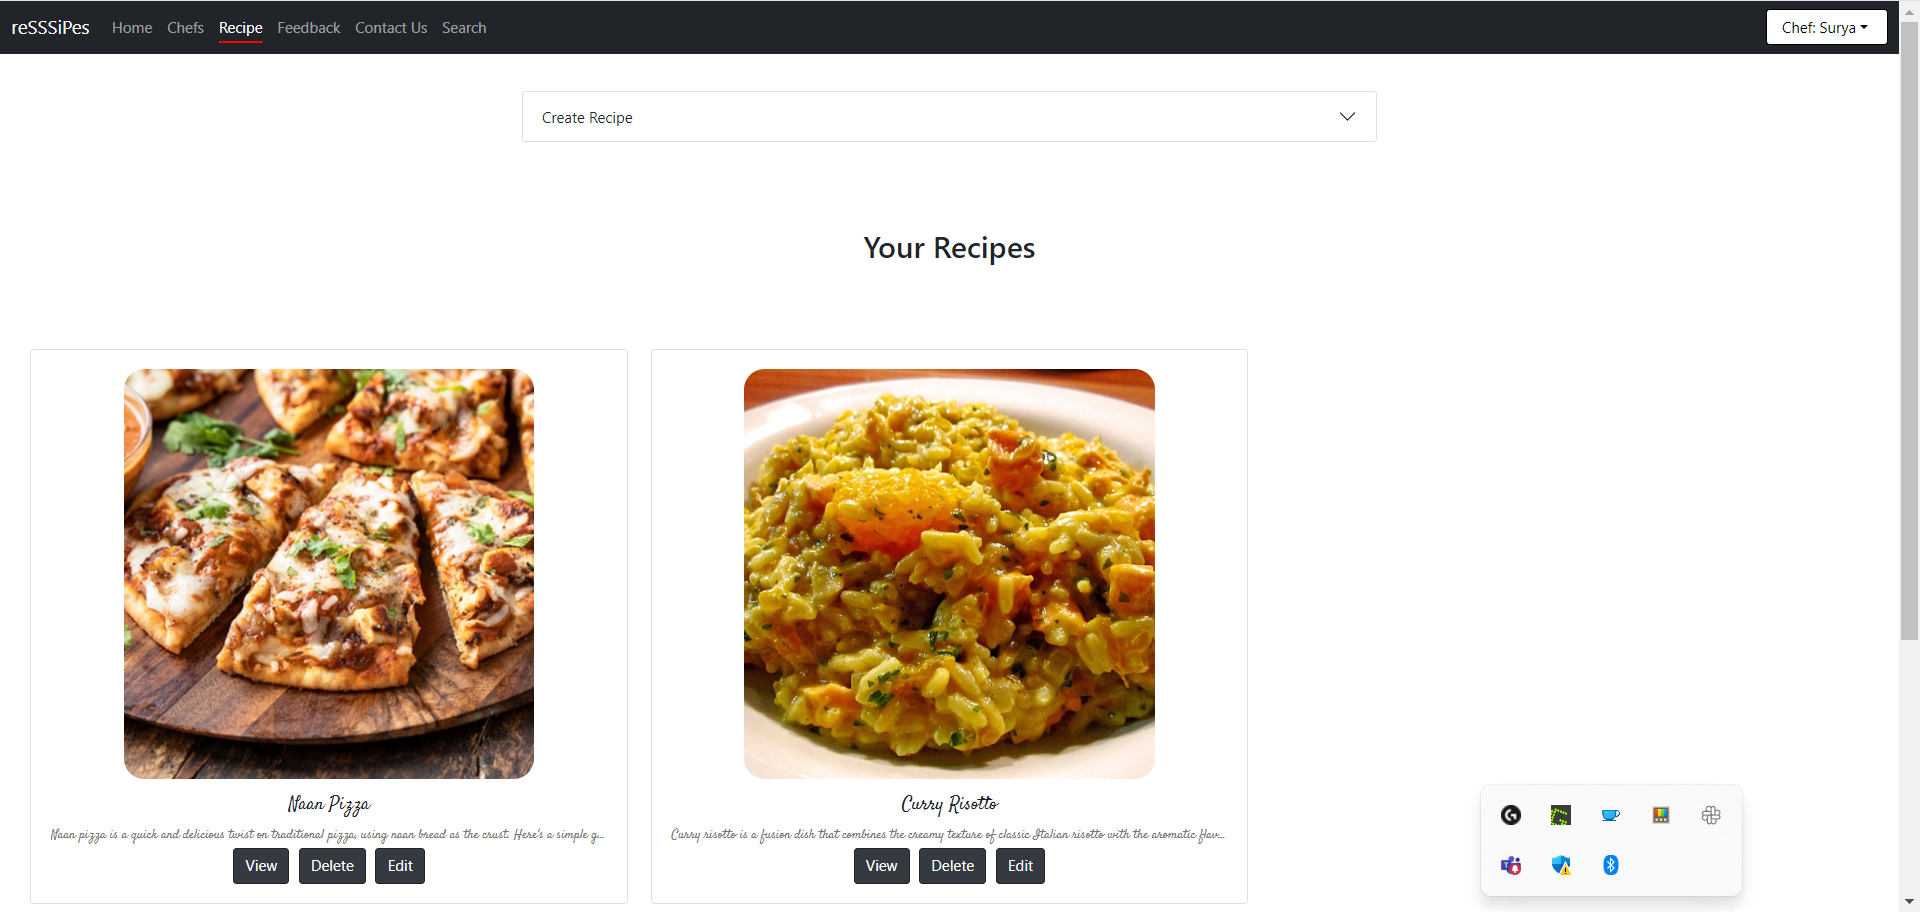 reSSSiPes Home Chefs Recipe Feedback Contact Us Search Chef: Surya
Create Recipe
Your Recipes
Naan Pizza
Naan pizza is a quick and delicious twist on traditional pizza, using naan bread as the crust. Here's a simple g...
View Delete Edit
Curry Risotto
Curry risotto is a fusion dish that combines the creamy texture of classic Italian risotto with the aromatic flav...
View Delete Edit